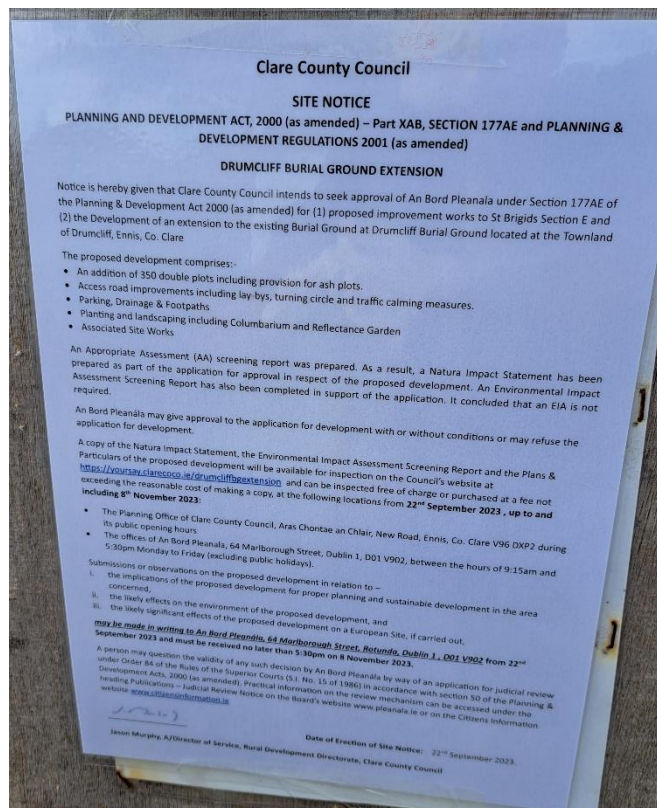 Clare County Council
SITE NOTICE
PLANNING AND DEVELOPMENT ACT, 2000 (as amended) – Part XAB, SECTION 177AE and PLANNING &
DEVELOPMENT REGULATIONS 2001 (as amended)
DRUMCLIFF BURIAL GROUND EXTENSION
Notice is hereby given that Clare County Council intends to seek approval of An Bord Pleanala under Section 177AE of
the Planning & Development Act 2000 (as amended) for (1) proposed improvement works to St Brigids Section E and
(2) the Development of an extension to the existing Burial Ground at Drumcliff Burial Ground located at the Townland
of Drumcliff, Ennis, Co. Clare
The proposed development comprises:-
• An addition of 350 double plots including provision for ash plots.
• Access road improvements including lay-bys, turning circle and traffic calming measures.
• Parking, Drainage & Footpaths
• Planting and landscaping including Columbarium and Reflectance Garden
• Associated Site Works
An Appropriate Assessment (AA) screening report was prepared. As a result, a Natura Impact Statement has been
prepared as part of the application for approval in respect of the proposed development. An Environmental Impact
Assessment Screening Report has also been completed in support of the application. It concluded that an EIA is not
required.
An Bord Pleanála may give approval to the application for development with or without conditions or may refuse the
application for development.
A copy of the Natura Impact Statement, the Environmental Impact Assessment Screening Report and the Plans &
Particulars of the proposed development will be available for inspection on the Council's website at
https://yoursay.clarecoco.ie/drumcliffbgextension and can be inspected free of charge or purchased at a fee not
exceeding the reasonable cost of making a copy, at the following locations from 22nd September 2023 , up to and
including 8th November 2023:
• The Planning Office of Clare County Council, Aras Chontae an Chlair, New Road, Ennis, Co. Clare V95 DXP2 during
its public opening hours.
• The offices of An Bord Pleanála, 64 Marlborough Street, Dublin 1, D01 V902, between the hours of 9:15am and
5:30pm Monday to Friday (excluding public holidays).
Submissions or observations on the proposed development in relation to –
i. the implications of the proposed development for proper planning and sustainable development in the area
concerned,
ii. the likely effects on the environment of the proposed development, and
iii. the likely significant effects of the proposed development on a European Site, if carried out,
may be made in writing to An Bord Pleanála, 64 Marlborough Street, Rotunda, Dublin 1 , D01 V902 from 22nd
September 2023 and must be received no later than 5:30pm on 8 November 2023.
A person may question the validity of any such decision by An Bord Pleanála by way of an application for judicial review
under Order 84 of the Rules of the Superior Courts (S.I. No. 15 of 1986) in accordance with section 50 of the Planning &
Development Acts, 2000 (as amended). Practical information on the review mechanism can be accessed under the
heading Publications – Judicial Review Notice on the Board's website www.pleanala.ie or on the Citizens Information
website www.citizensinformation.ie
Date of Erection of Site Notice: 22nd September 2023.
Jason Murphy, A/Director of Service, Rural Development Directorate, Clare County Council